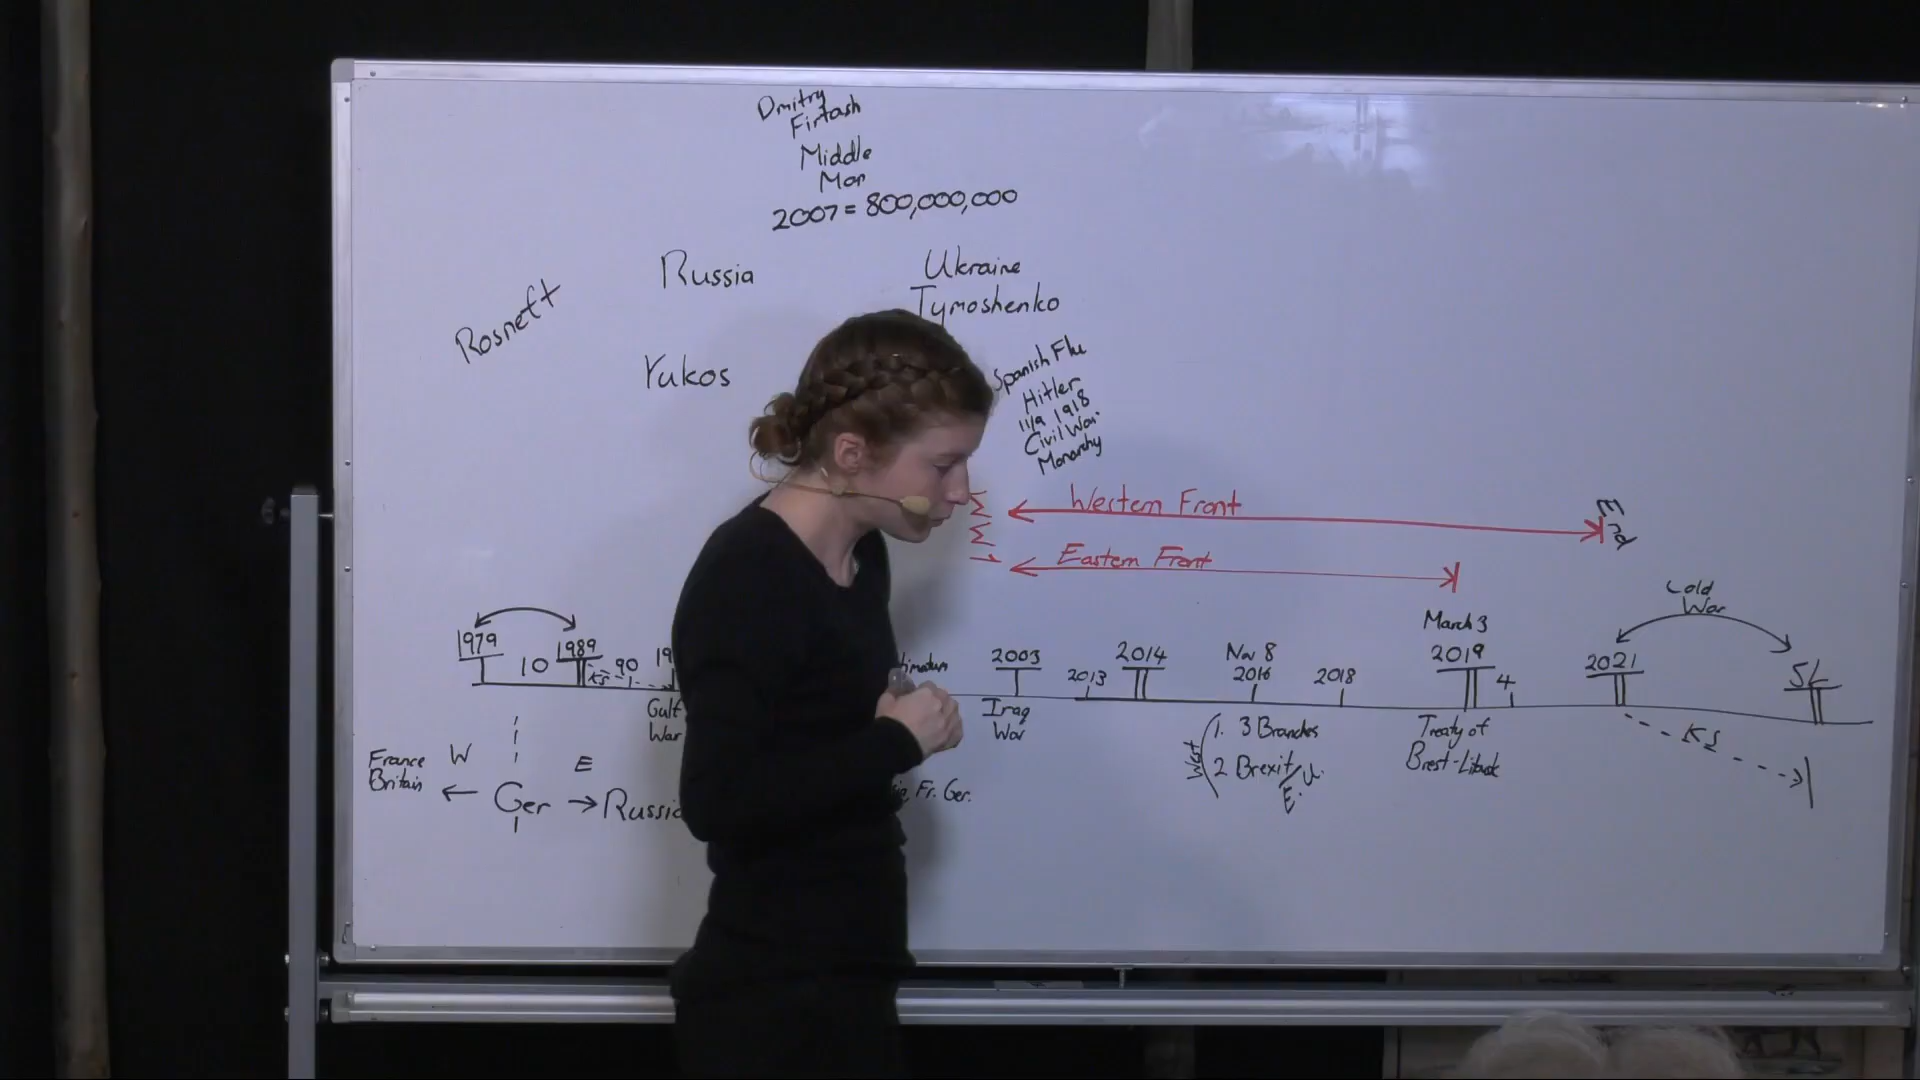 Dmitry
Firtash
Middle
Man
2007 = 800,000,000
Russia
Ukraine
Tymoshenko
Rosneft
Yukos
Spanish Flu
Hitler
11/9 1918
Civil War
Monarchy
Western Front
End
Eastern Front
Cold
War
March 3
1979
10
1989
90
19
KS
2003
2013
2014
Nov 8
2016
2018
2019
4
2021
SL
Gulf
War
Iraq
War
West
1. 3 Branches
2 Brexit/U.
E.
Treaty of
Brest-Litovsk
KS
France
Britain
W
E
← Ger → Russia
Fr. Ger.